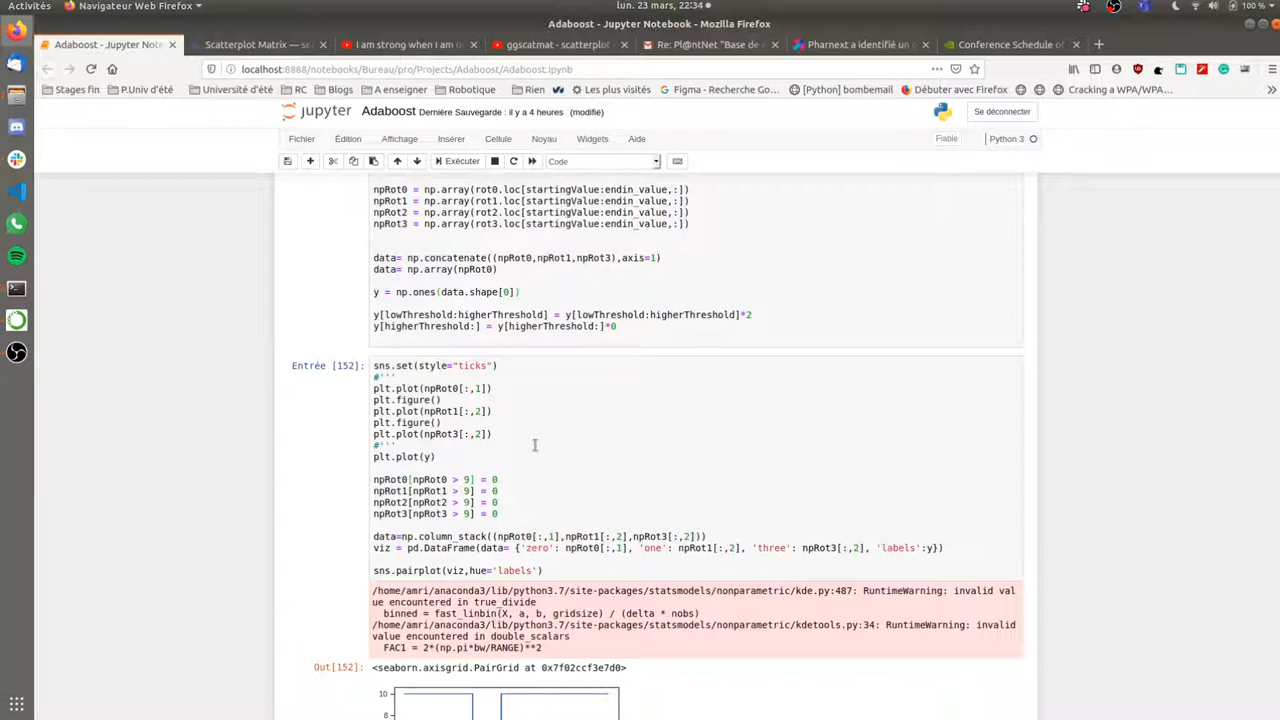 Activités
Navigateur Web Firefox
lun. 23 mars, 22:34
100 %
Adaboost - Jupyter Notebook - Mozilla Firefox
Adaboost - Jupyter Note
Scatterplot Matrix — se
I am strong when I am o
ggscatmat - scatterplot
Re: Pl@ntNet "Base de
Pharnext a identifié un
Conference Schedule of
localhost:8888/notebooks/Bureau/pro/Projects/Adaboost/Adaboost.ipynb
Stages fin
P.Univ d'été
Université d'été
RC
Blogs
A enseigner
Robotique
Rien
Les plus visités
Figma - Recherche Go…
[Python] bombemail
Débuter avec Firefox
Cracking a WPA/WPA…
jupyter Adaboost Dernière Sauvegarde : il y a 4 heures (modifié)
Se déconnecter
Fichier Édition Affichage Insérer Cellule Noyau Widgets Aide
Fiable
Python 3
Exécuter
Code
npRot0 = np.array(rot0.loc[startingValue:endin_value,:])
npRot1 = np.array(rot1.loc[startingValue:endin_value,:])
npRot2 = np.array(rot2.loc[startingValue:endin_value,:])
npRot3 = np.array(rot3.loc[startingValue:endin_value,:])
data= np.concatenate((npRot0,npRot1,npRot3),axis=1)
data= np.array(npRot0)
y = np.ones(data.shape[0])
y[lowThreshold:higherThreshold] = y[lowThreshold:higherThreshold]*2
y[higherThreshold:] = y[higherThreshold:]*0
Entrée [152]:
sns.set(style="ticks")
#'''
plt.plot(npRot0[:,1])
plt.figure()
plt.plot(npRot1[:,2])
plt.figure()
plt.plot(npRot3[:,2])
#'''
plt.plot(y)
npRot0[npRot0 > 9] = 0
npRot1[npRot1 > 9] = 0
npRot2[npRot2 > 9] = 0
npRot3[npRot3 > 9] = 0
data=np.column_stack((npRot0[:,1],npRot1[:,2],npRot3[:,2]))
viz = pd.DataFrame(data= {'zero': npRot0[:,1], 'one': npRot1[:,2], 'three': npRot3[:,2], 'labels':y})
sns.pairplot(viz,hue='labels')
/home/amri/anaconda3/lib/python3.7/site-packages/statsmodels/nonparametric/kde.py:487: RuntimeWarning: invalid val
ue encountered in true_divide
binned = fast_linbin(X, a, b, gridsize) / (delta * nobs)
/home/amri/anaconda3/lib/python3.7/site-packages/statsmodels/nonparametric/kdetools.py:34: RuntimeWarning: invalid
value encountered in double_scalars
FAC1 = 2*(np.pi*bw/RANGE)**2
Out[152]: <seaborn.axisgrid.PairGrid at 0x7f02ccf3e7d0>
10
8